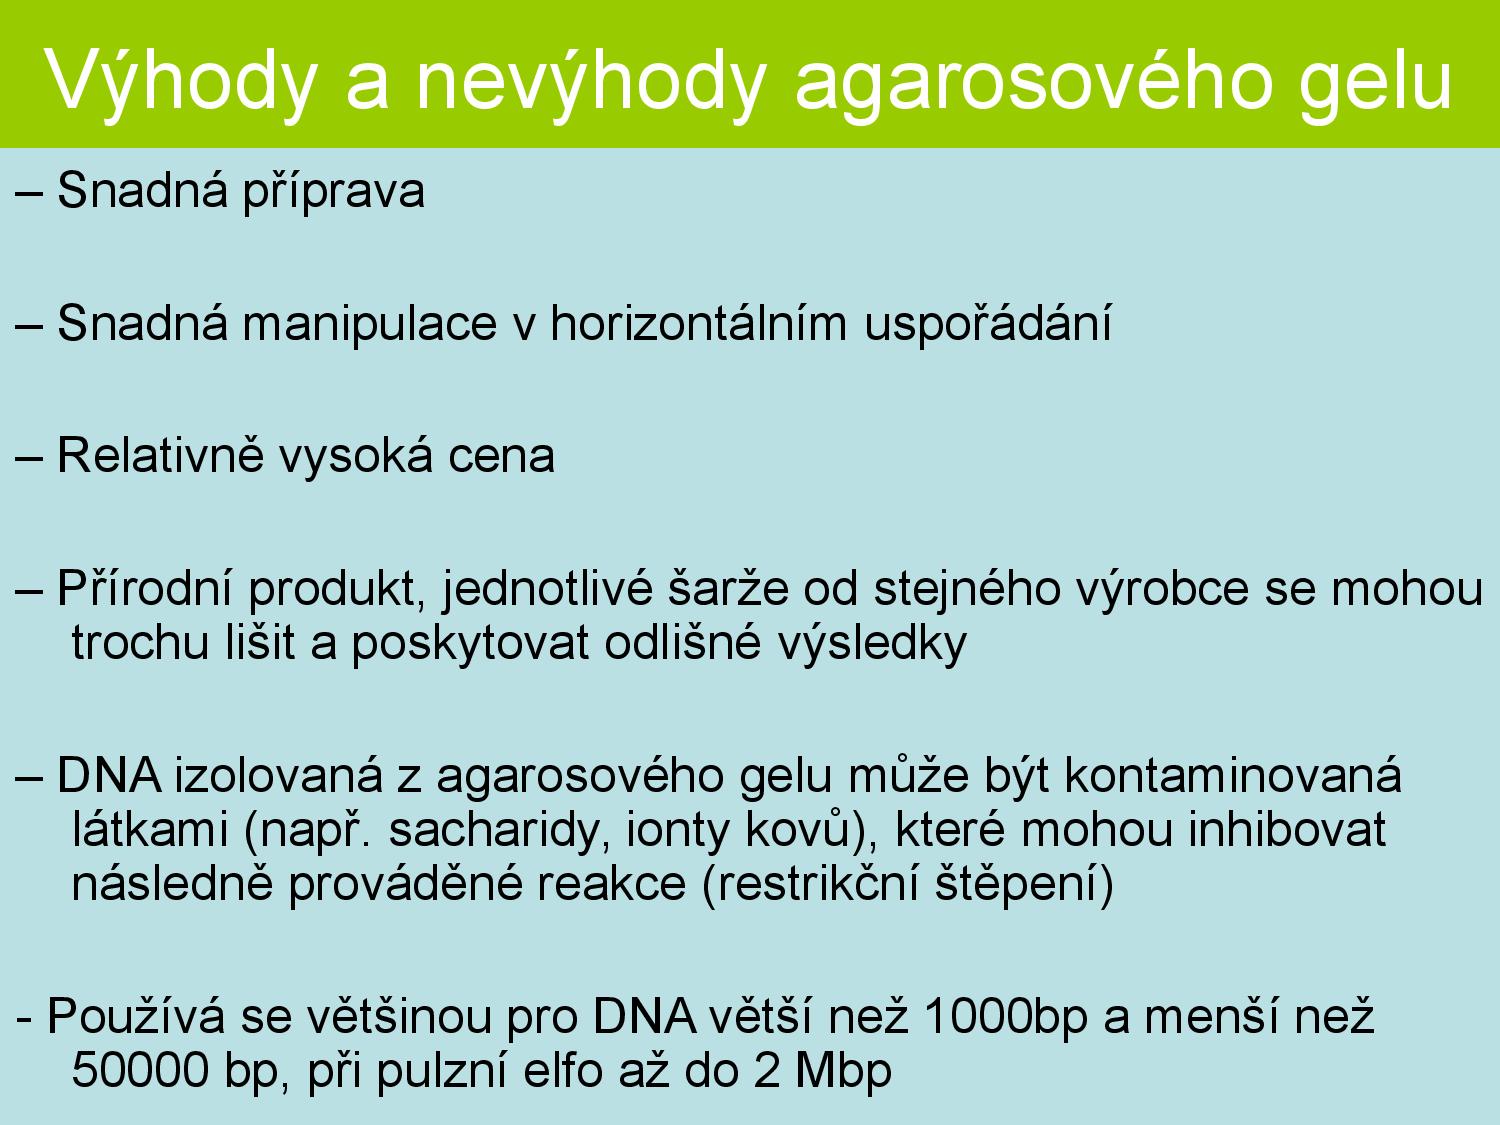 Výhody a nevýhody agarosového gelu
– Snadná příprava
– Snadná manipulace v horizontálním uspořádání
– Relativně vysoká cena
– Přírodní produkt, jednotlivé šarže od stejného výrobce se mohou
trochu lišit a poskytovat odlišné výsledky
– DNA izolovaná z agarosového gelu může být kontaminovaná
látkami (např. sacharidy, ionty kovů), které mohou inhibovat
následně prováděné reakce (restrikční štěpení)
- Používá se většinou pro DNA větší než 1000bp a menší než
50000 bp, při pulzní elfo až do 2 Mbp